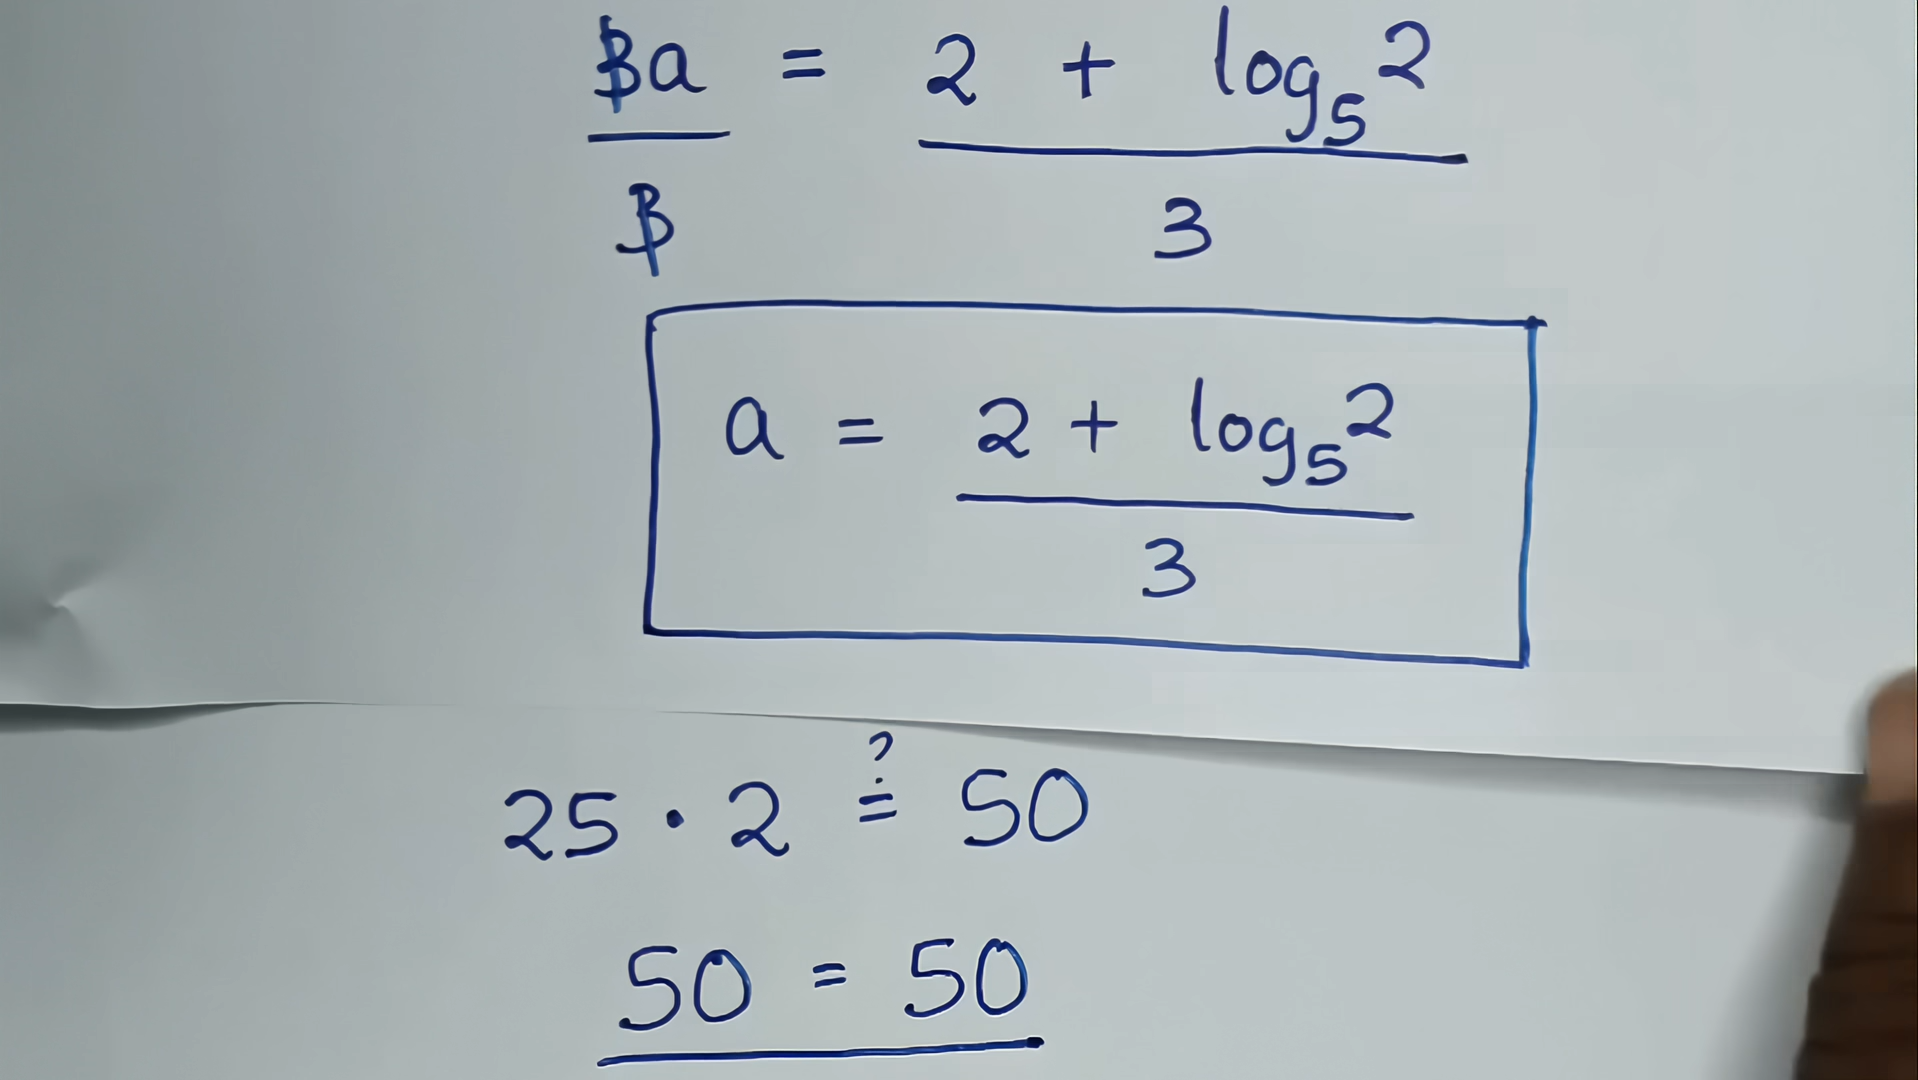 3a = 2 + log₅2
3 3
a = 2 + log₅2
3
25 · 2 ≟ 50
50 = 50